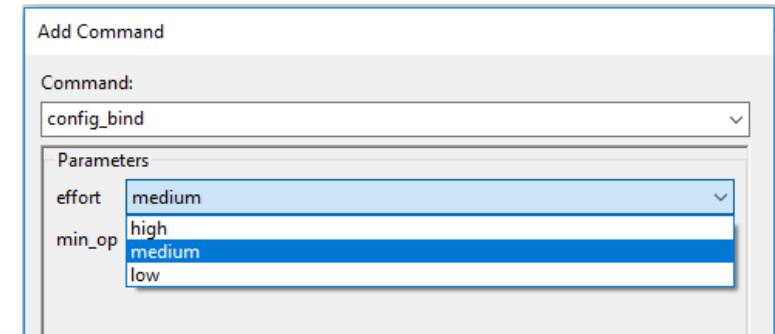 Add Command
Command:
config_bind
Parameters
effort medium
high
min_op
medium
low